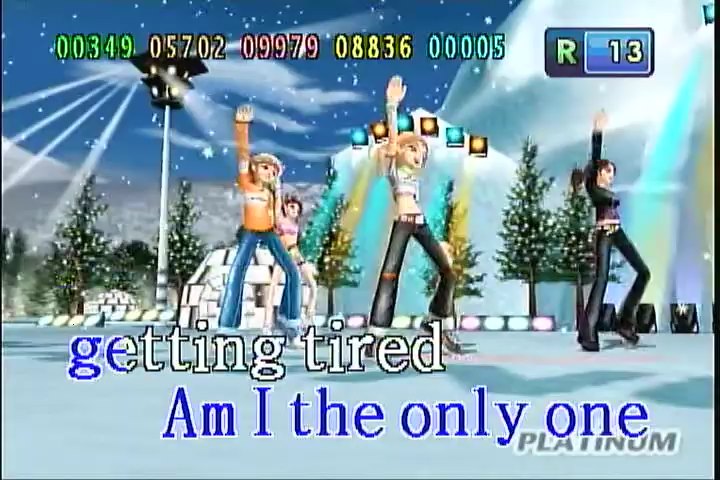 00349 05702 09979 08836 00005
R 13
getting tired
Am I the only one
PLATINUM